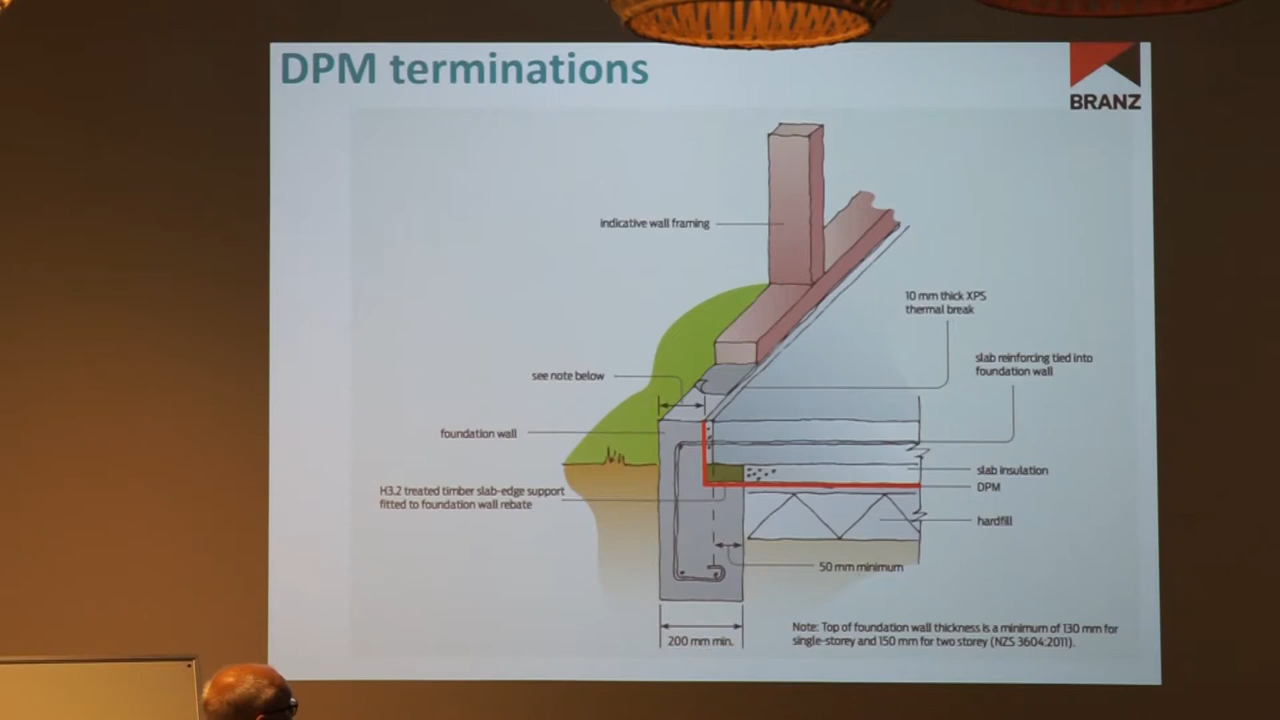 DPM terminations
BRANZ
indicative wall framing
10 mm thick XPS
thermal break
slab reinforcing tied into
foundation wall
see note below
foundation wall
slab insulation
DPM
H3.2 treated timber slab-edge support
fitted to foundation wall rebate
hardfill
50 mm minimum
200 mm min.
Note: Top of foundation wall thickness is a minimum of 130 mm for
single-storey and 150 mm for two storey (NZS 3604:2011).